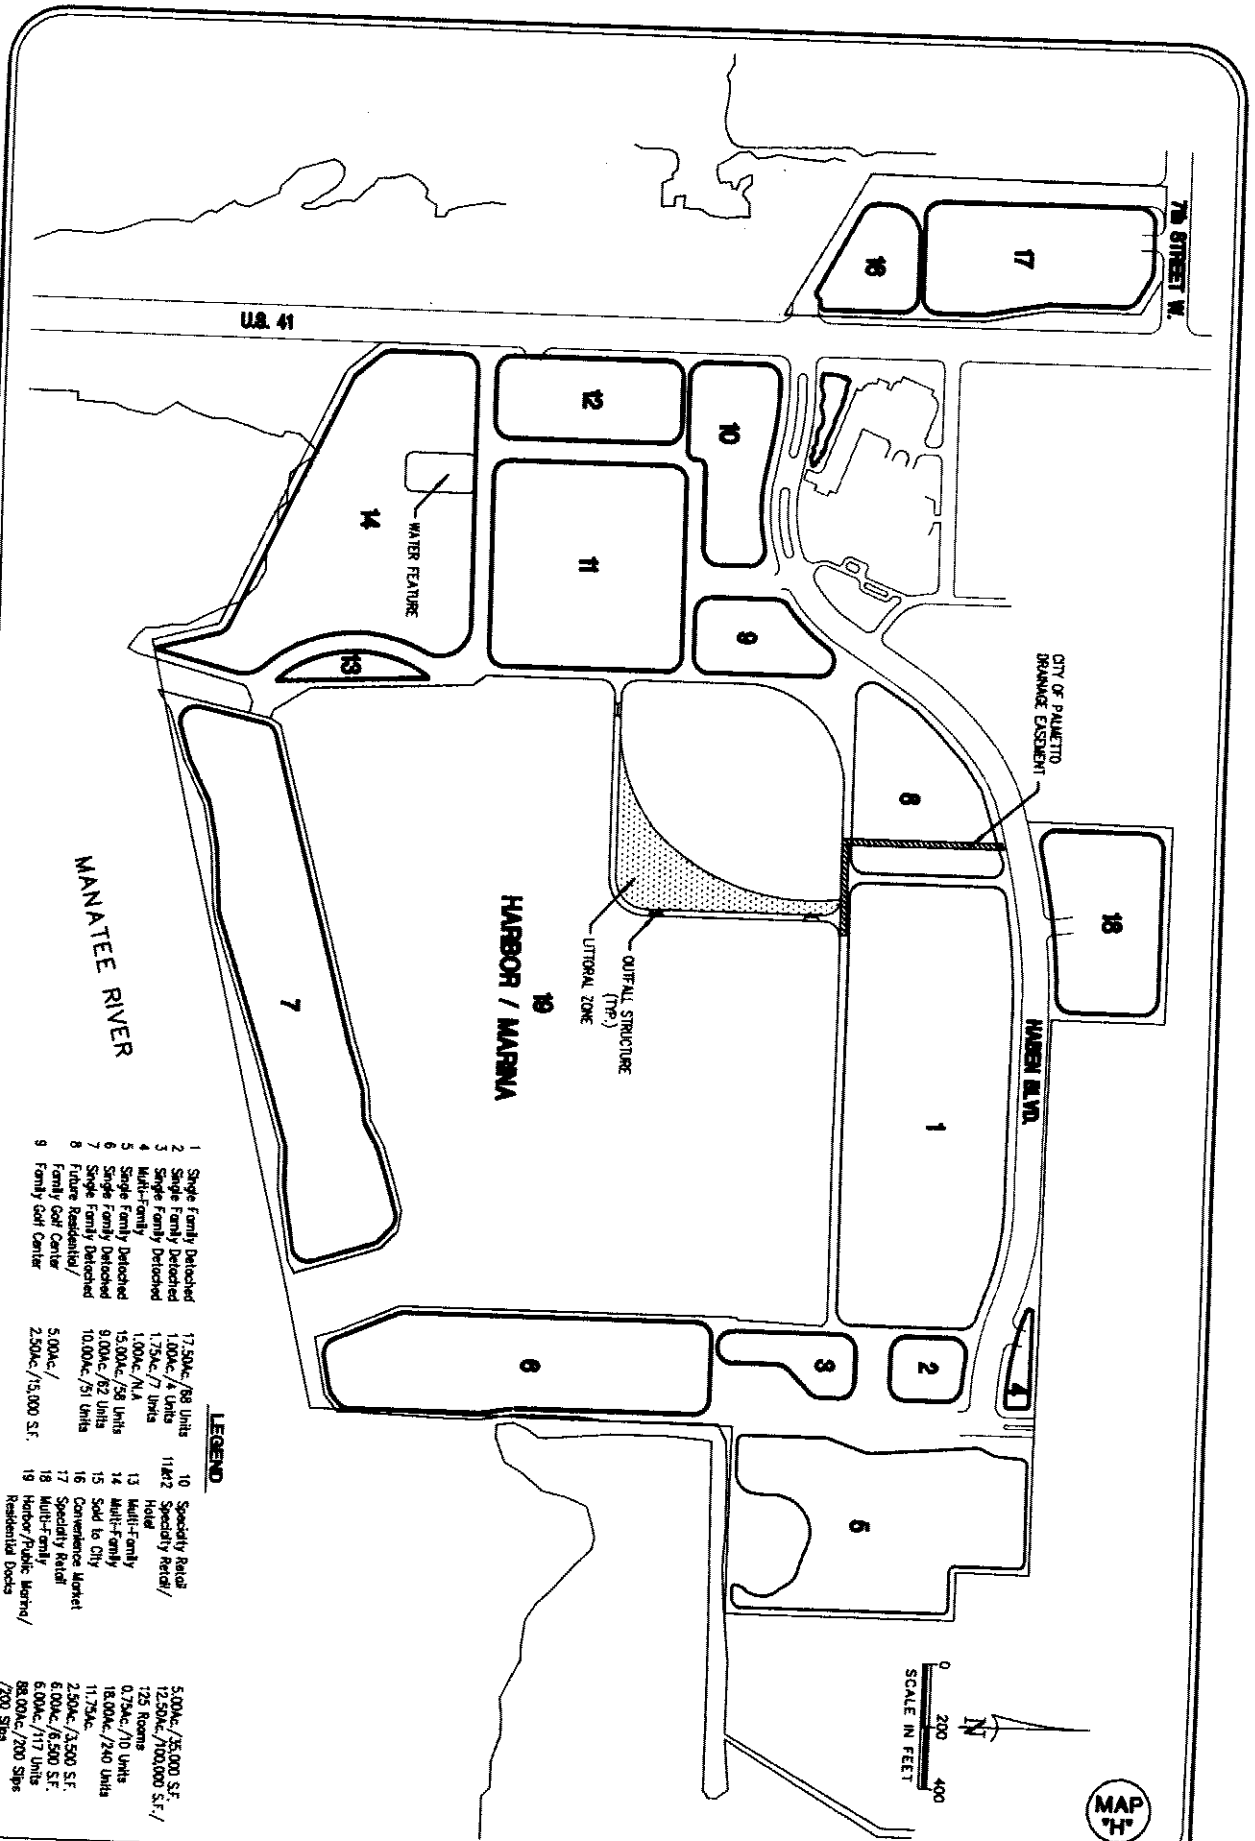 7th STREET W.
17
16
U.S. 41
12
10
14
WATER FEATURE
11
9
13
CITY OF PALMETTO
DRAINAGE EASEMENT
8
18
HABEN BLVD.
1
19
HARBOR / MARINA
OUTFALL STRUCTURE
(TYP.)
LITTORAL ZONE
7
MANATEE RIVER
6
3
2
4
5
0 200 400
SCALE IN FEET
N
MAP
"H"
LEGEND
1 Single Family Detached 17.50Ac./68 Units
2 Single Family Detached 1.00Ac./4 Units
3 Single Family Detached 1.75Ac./7 Units
4 Multi-Family 1.00Ac./N.A
5 Single Family Detached 15.00Ac./58 Units
6 Single Family Detached 9.00Ac./62 Units
7 Single Family Detached 10.00Ac./51 Units
8 Future Residential/
Family Golf Center 5.00Ac./
9 Family Golf Center 2.50Ac./15,000 S.F.
10 Specialty Retail 5.00Ac./35,000 S.F.
11&12 Specialty Retail/ 12.50Ac./100,000 S.F./
Hotel 125 Rooms
13 Multi-Family 0.75Ac./10 Units
14 Multi-Family 18.00Ac./240 Units
15 Sold to City 11.75Ac.
16 Convenience Market 2.50Ac./3,500 S.F.
17 Specialty Retail 6.00Ac./6,500 S.F.
18 Multi-Family 6.00Ac./117 Units
19 Harbor/Public Marina/ 88.00Ac./200 Slips
Residential Docks /200 Slips